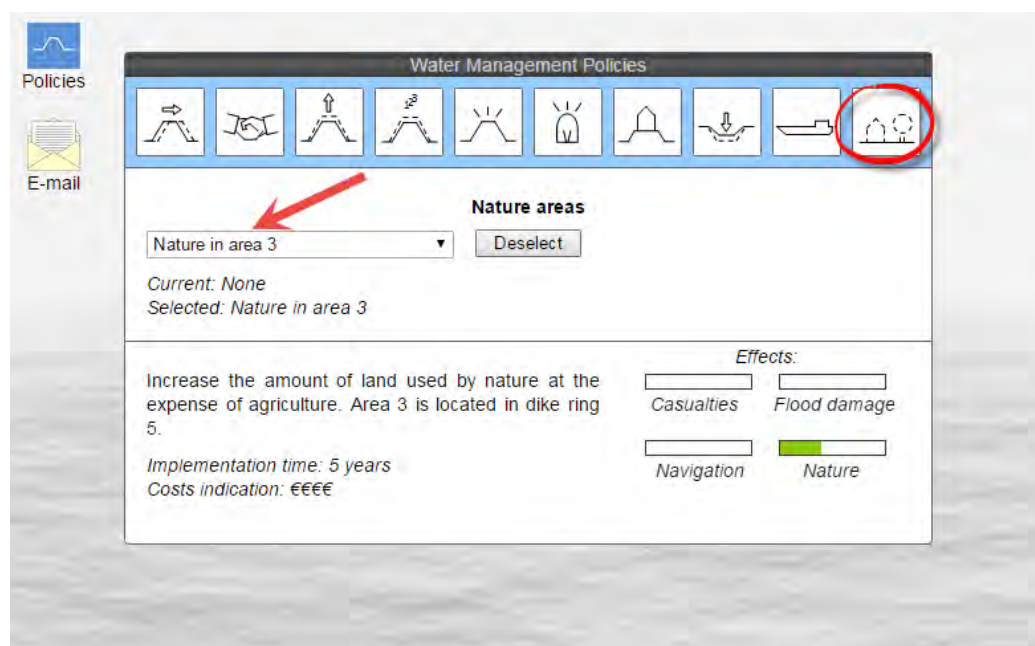 Policies
E-mail
Water Management Policies
123
Nature areas
Nature in area 3
Deselect
Current: None
Selected: Nature in area 3
Increase the amount of land used by nature at the
expense of agriculture. Area 3 is located in dike ring
5.
Implementation time: 5 years
Costs indication: €€€€
Effects:
Casualties Flood damage
Navigation Nature